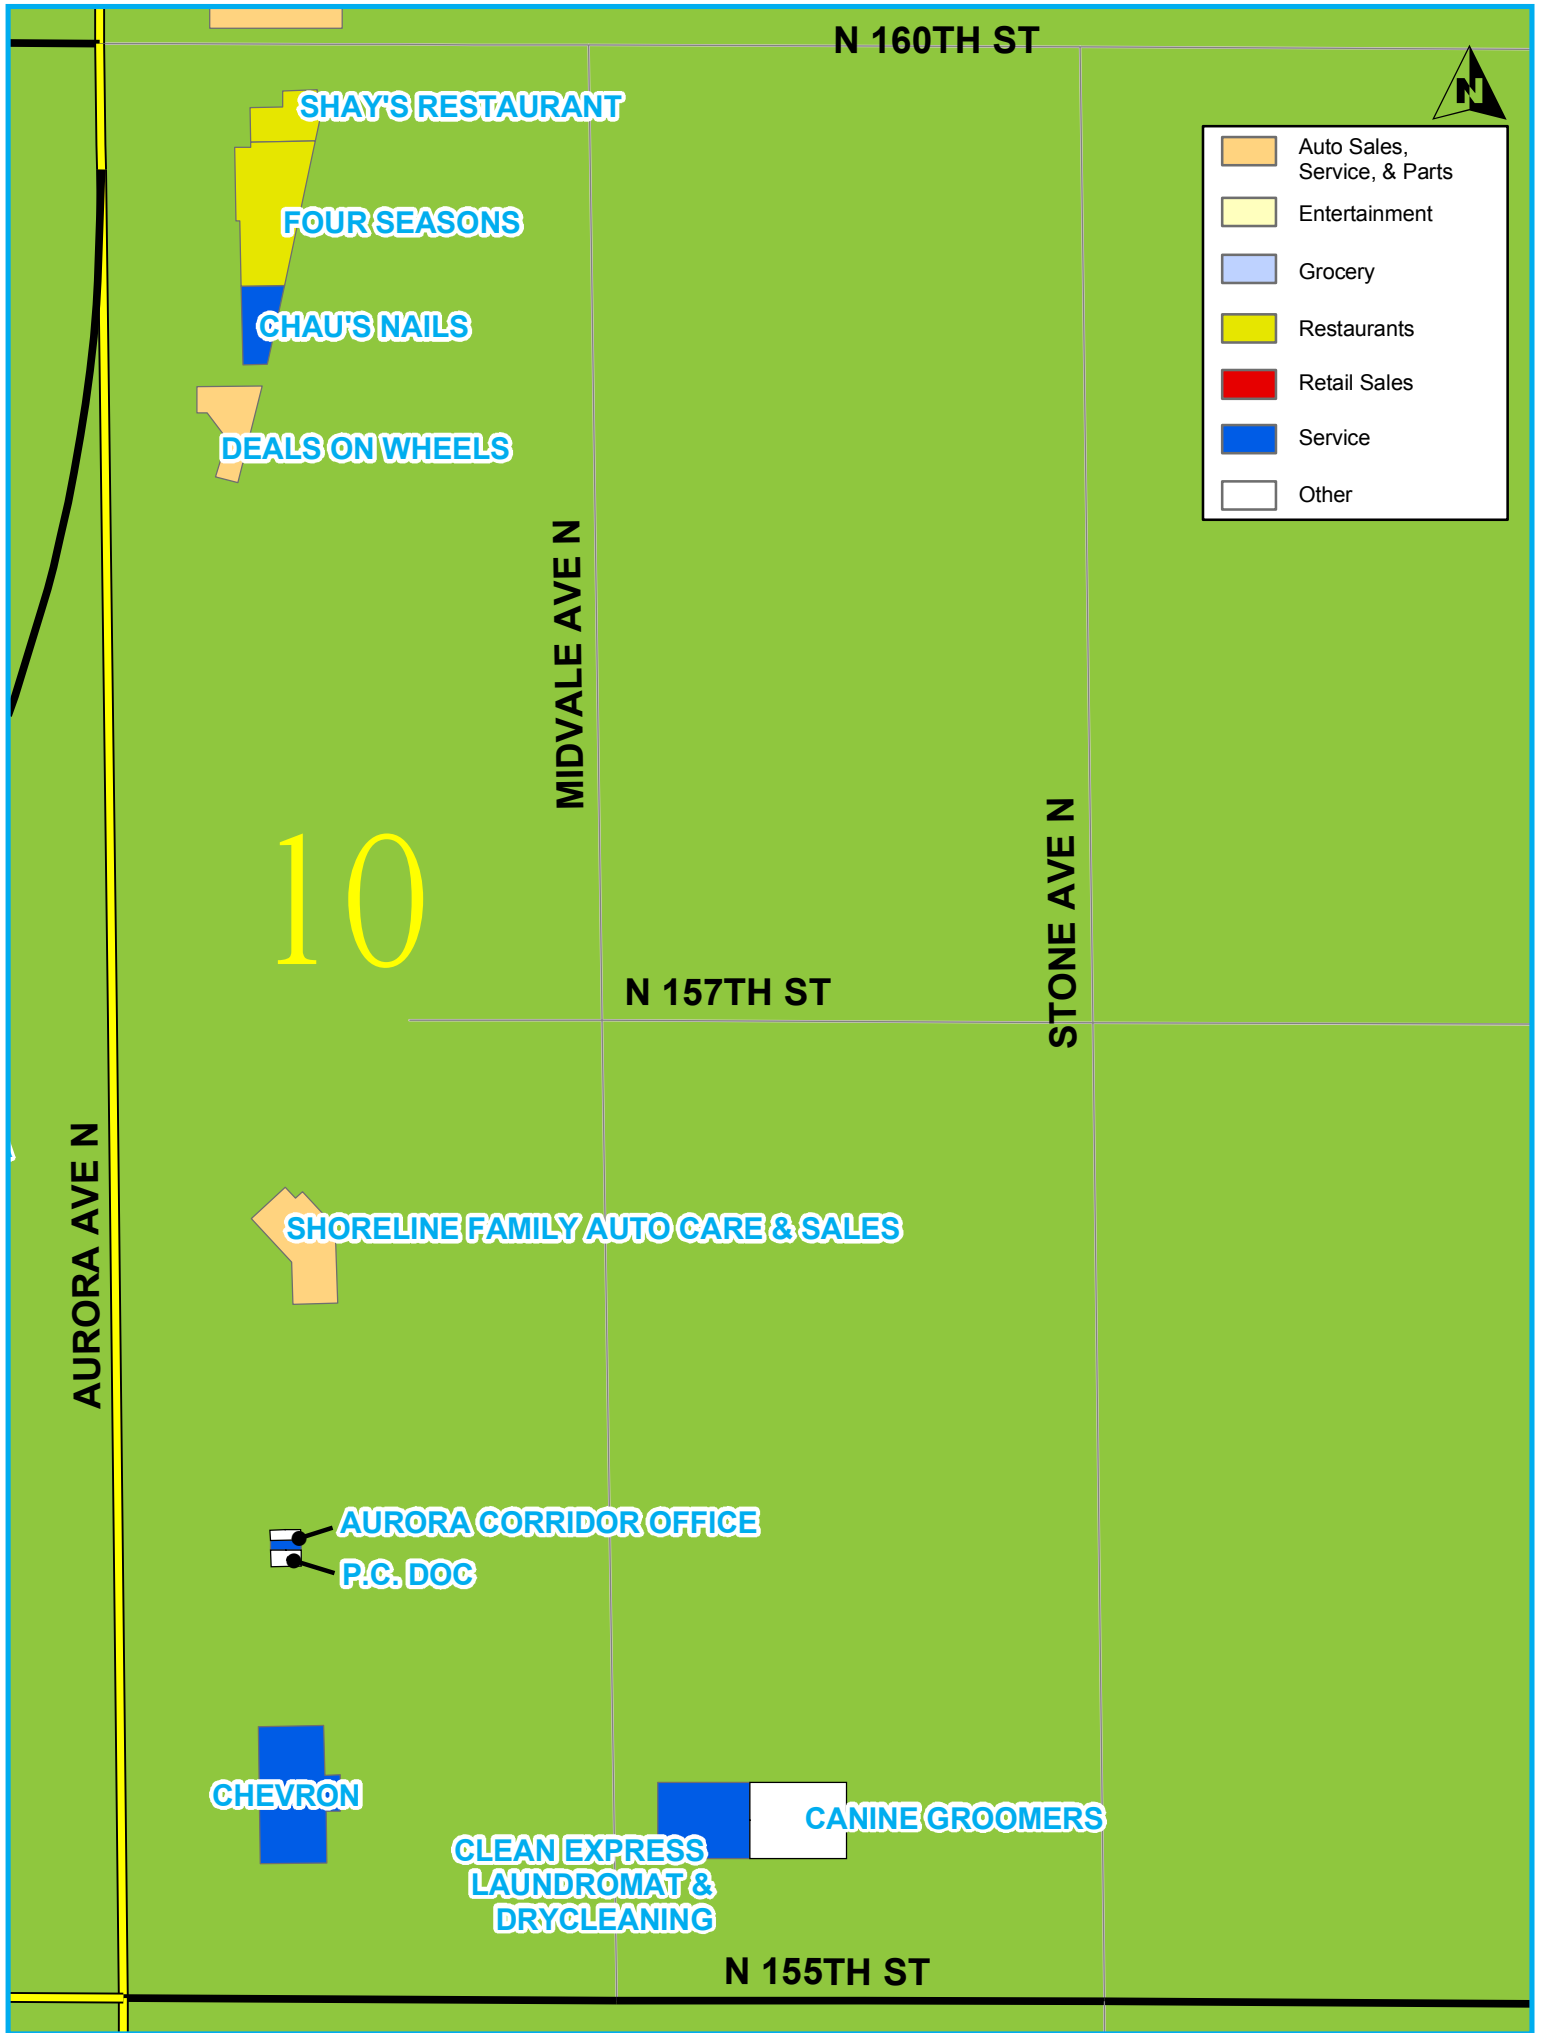 N 160TH ST
N
SHAY'S RESTAURANT
Auto Sales,
Service, & Parts
Entertainment
Grocery
Restaurants
Retail Sales
Service
Other
FOUR SEASONS
CHAU'S NAILS
DEALS ON WHEELS
MIDVALE AVE N
STONE AVE N
10
N 157TH ST
AURORA AVE N
SHORELINE FAMILY AUTO CARE & SALES
AURORA CORRIDOR OFFICE
P.C. DOC
CHEVRON
CANINE GROOMERS
CLEAN EXPRESS
LAUNDROMAT &
DRYCLEANING
N 155TH ST